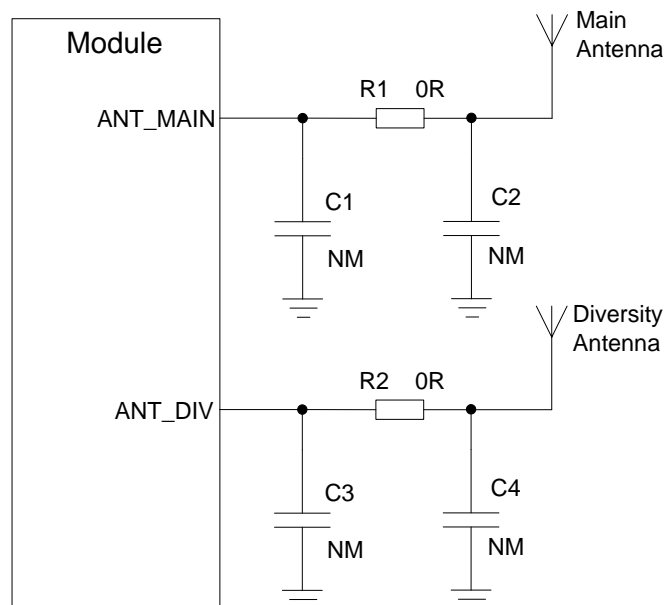 Module
Main
Antenna
R1 0R
ANT_MAIN
C1
C2
NM
NM
Diversity
Antenna
R2 0R
ANT_DIV
C3
C4
NM
NM